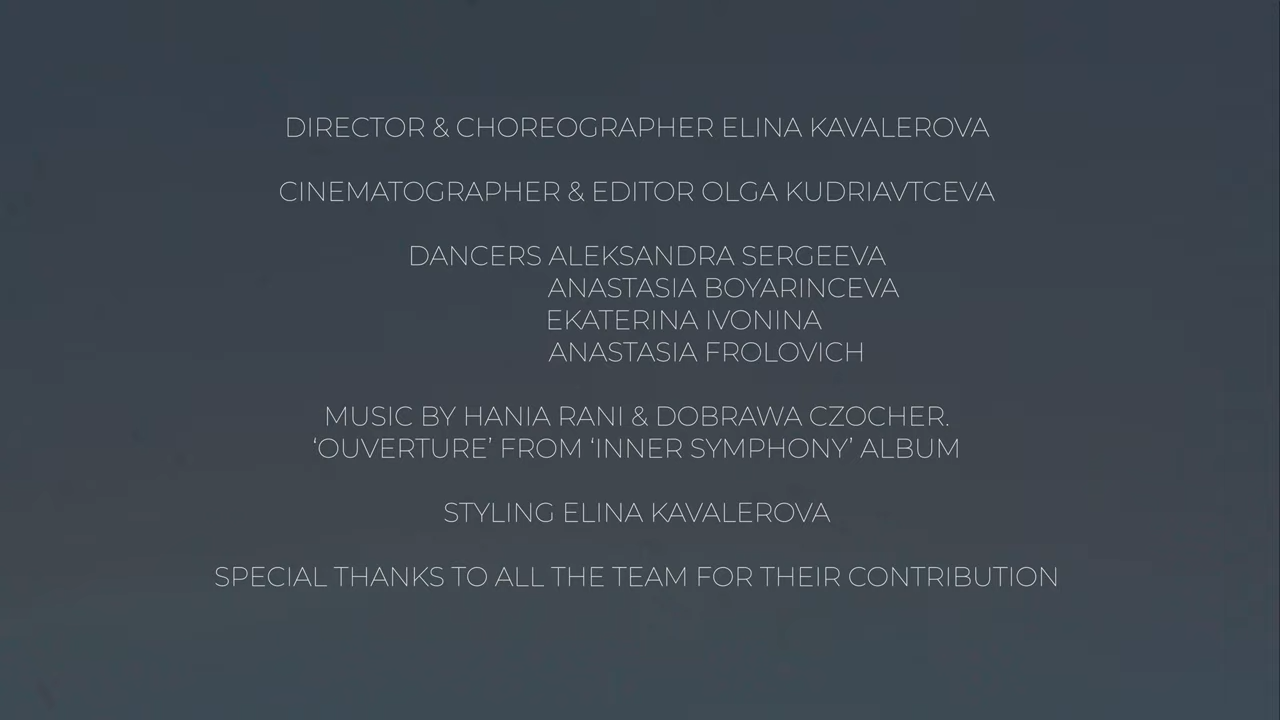 DIRECTOR & CHOREOGRAPHER ELINA KAVALEROVA
CINEMATOGRAPHER & EDITOR OLGA KUDRIAVTCEVA
DANCERS ALEKSANDRA SERGEEVA
ANASTASIA BOYARINCEVA
EKATERINA IVONINA
ANASTASIA FROLOVICH
MUSIC BY HANIA RANI & DOBRAWA CZOCHER.
‘OUVERTURE’ FROM ‘INNER SYMPHONY’ ALBUM
STYLING ELINA KAVALEROVA
SPECIAL THANKS TO ALL THE TEAM FOR THEIR CONTRIBUTION